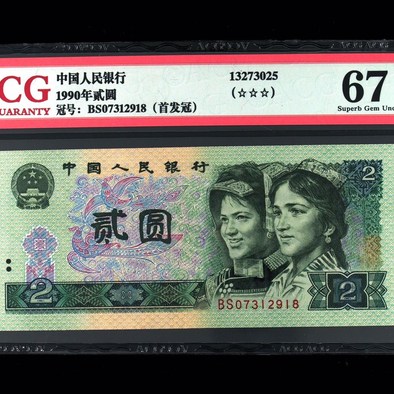 CG
UARANTY
中国人民银行
1990年贰圆
冠号：BS07312918（首发冠）
13273025
(☆☆☆)
67
Superb Gem Unc
中国人民银行
贰圆
2
2
2
BS07312918